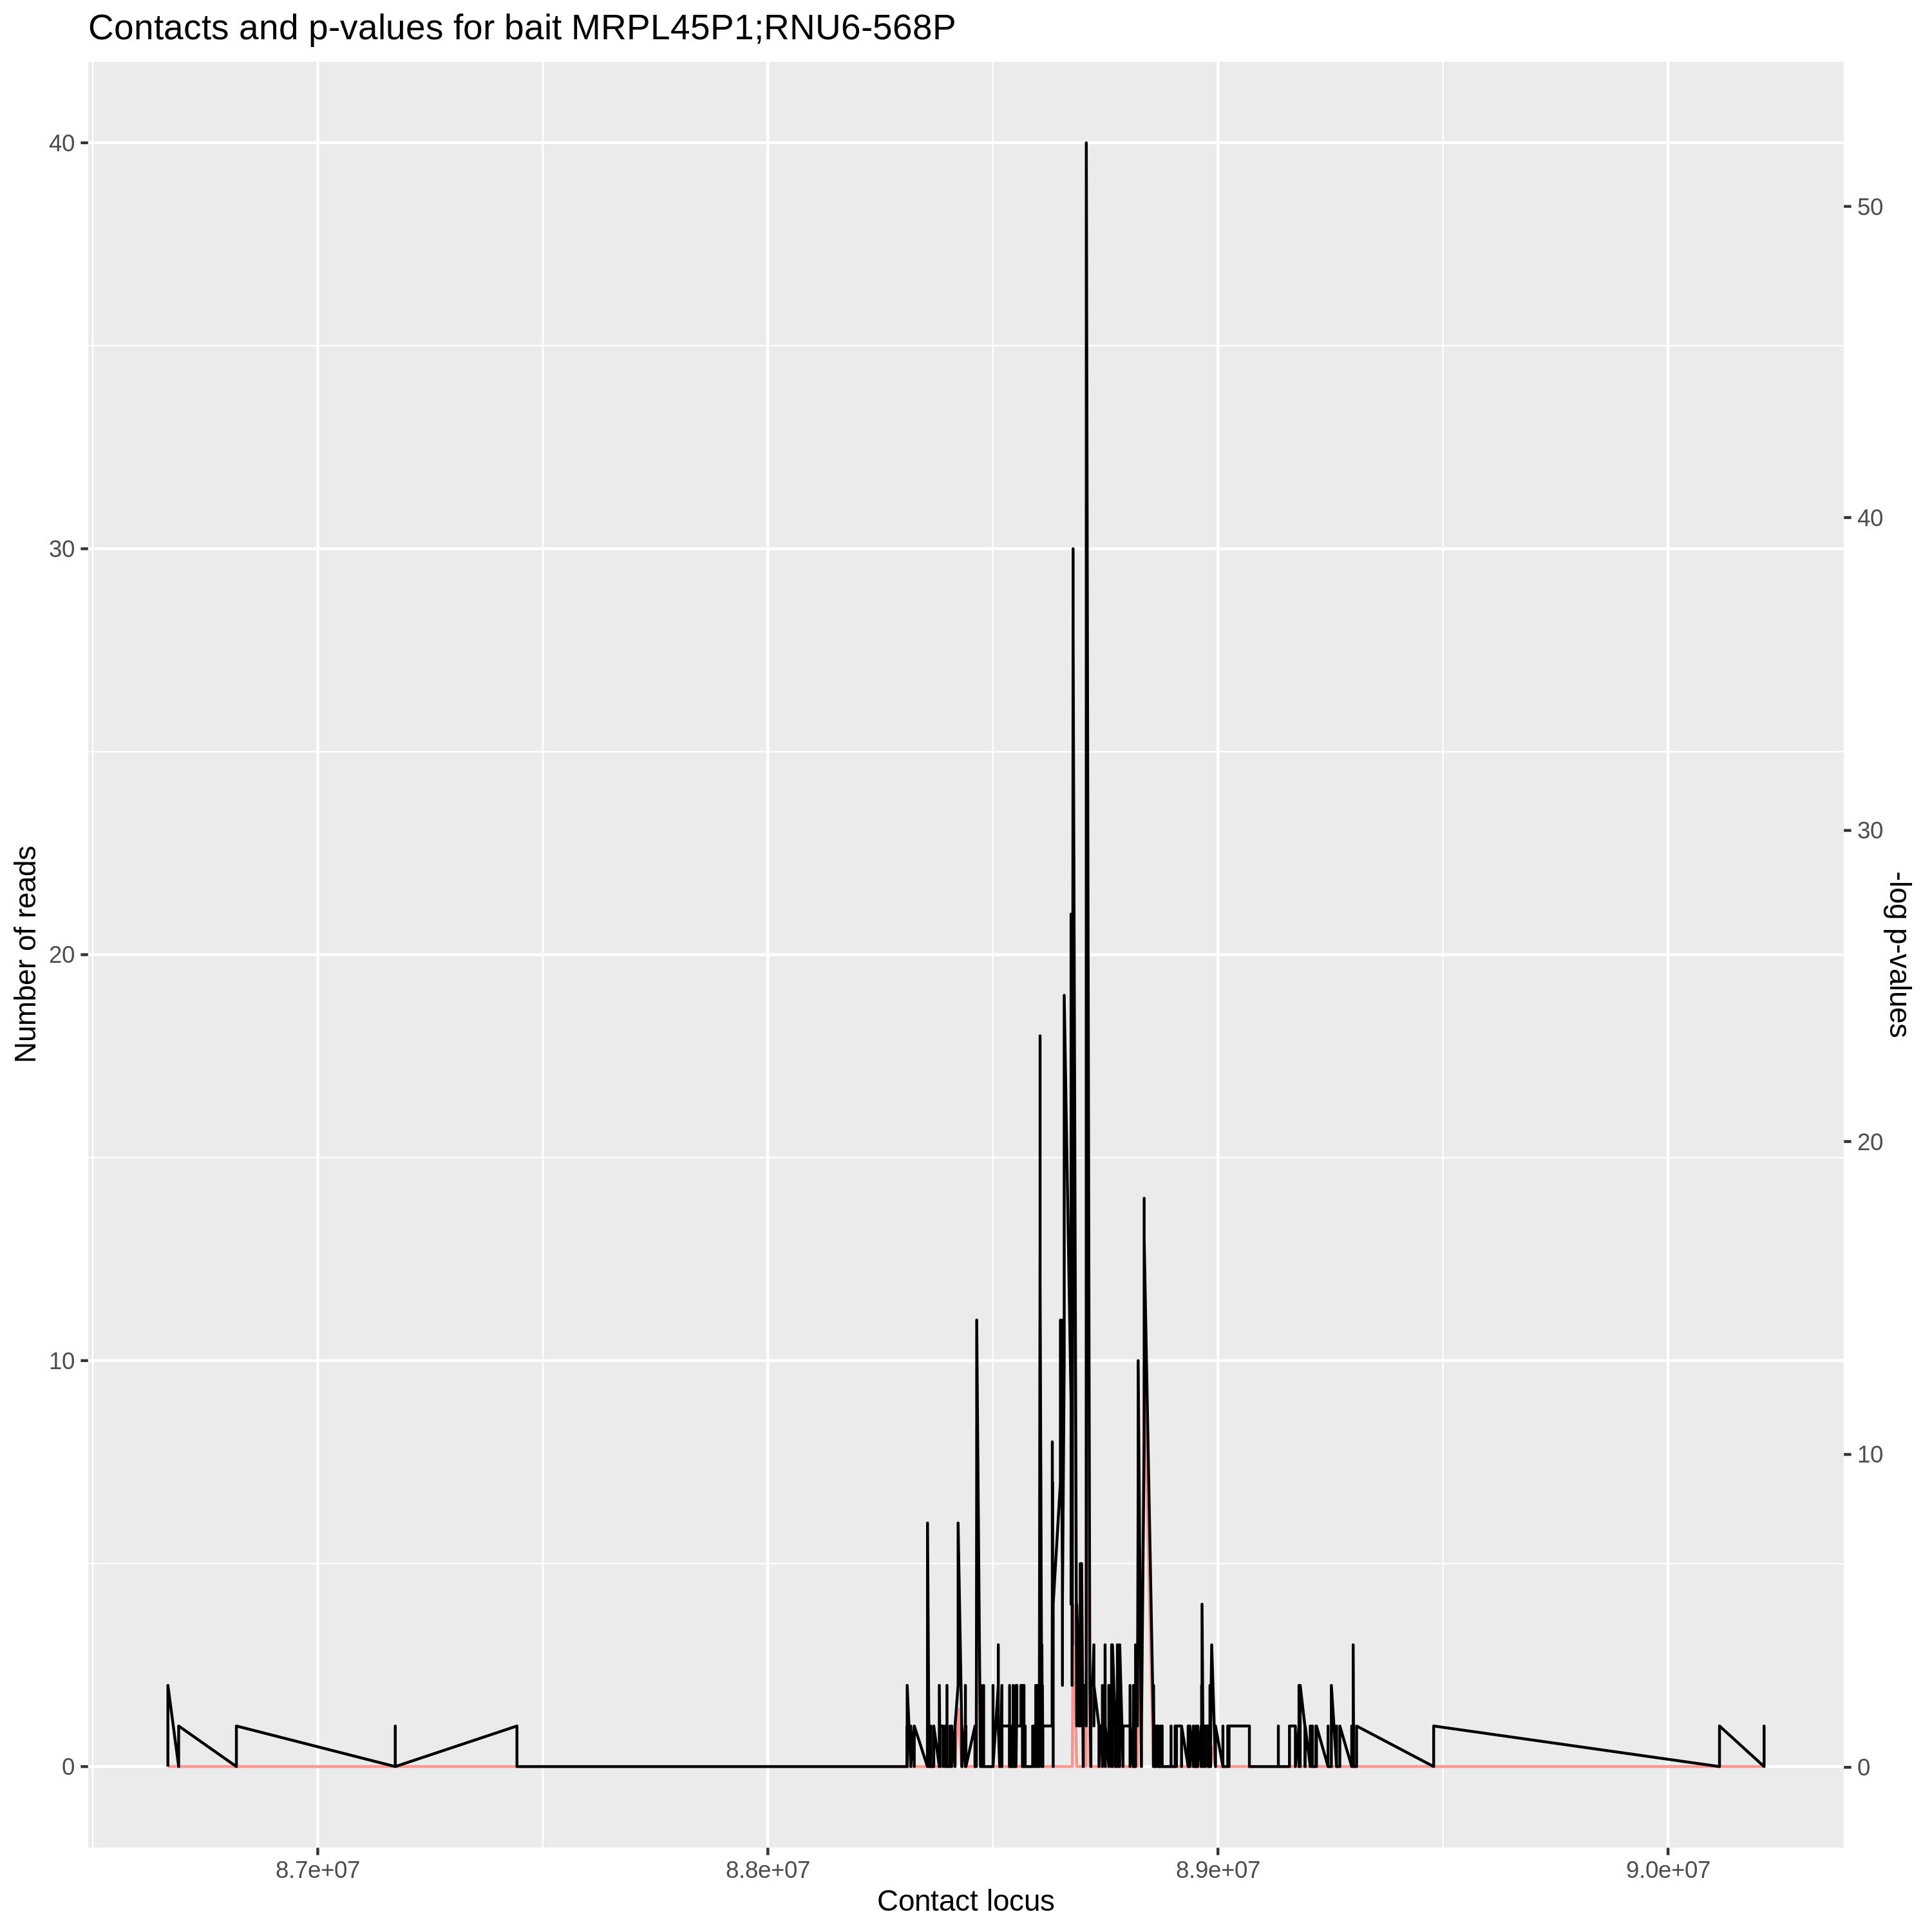 Contacts and p-values for bait MRPL45P1;RNU6-568P
40
30
20
10
0
50
40
30
20
10
0
Number of reads
-log p-values
8.7e+07
8.8e+07
8.9e+07
9.0e+07
Contact locus